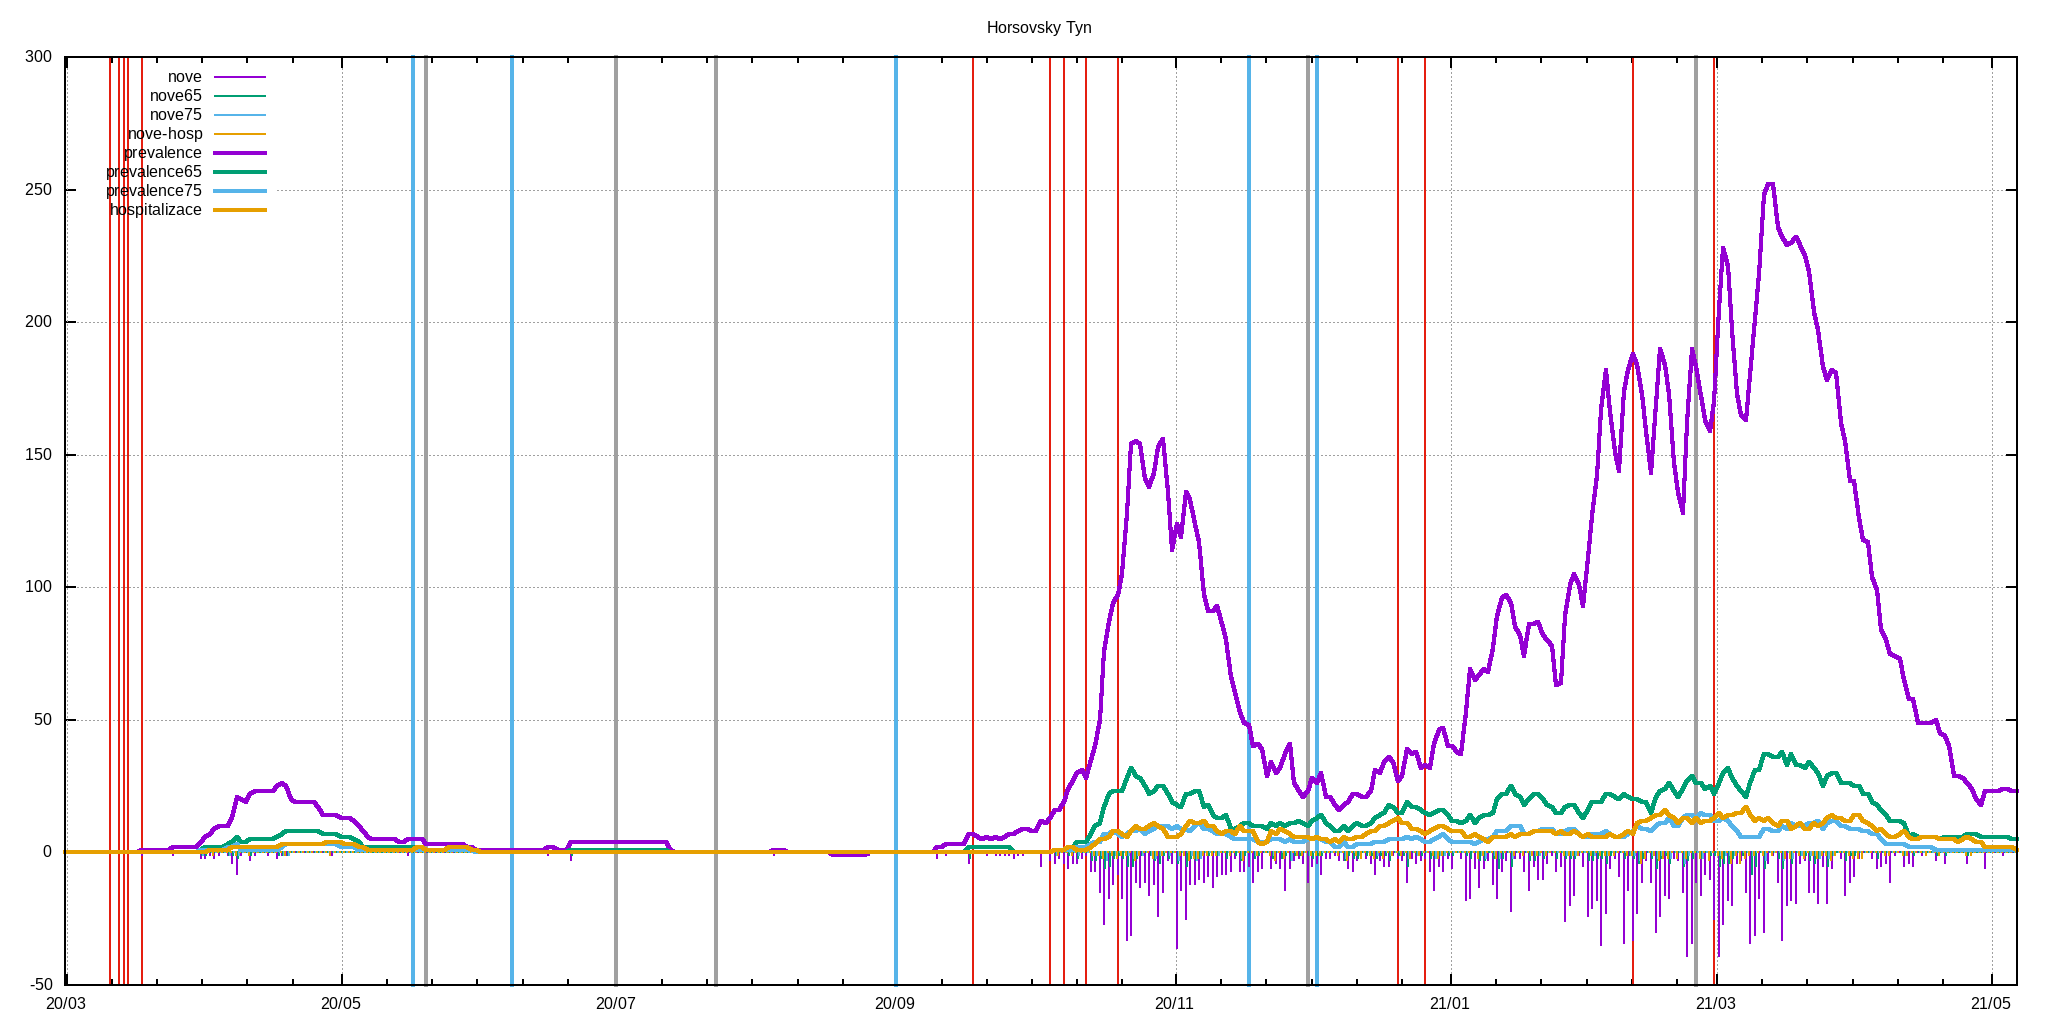 Horsovsky Tyn
300
250
200
150
100
50
0
-50
nove
nove65
nove75
nove-hosp
prevalence
prevalence65
prevalence75
hospitalizace
20/03 20/05 20/07 20/09 20/11 21/01 21/03 21/05